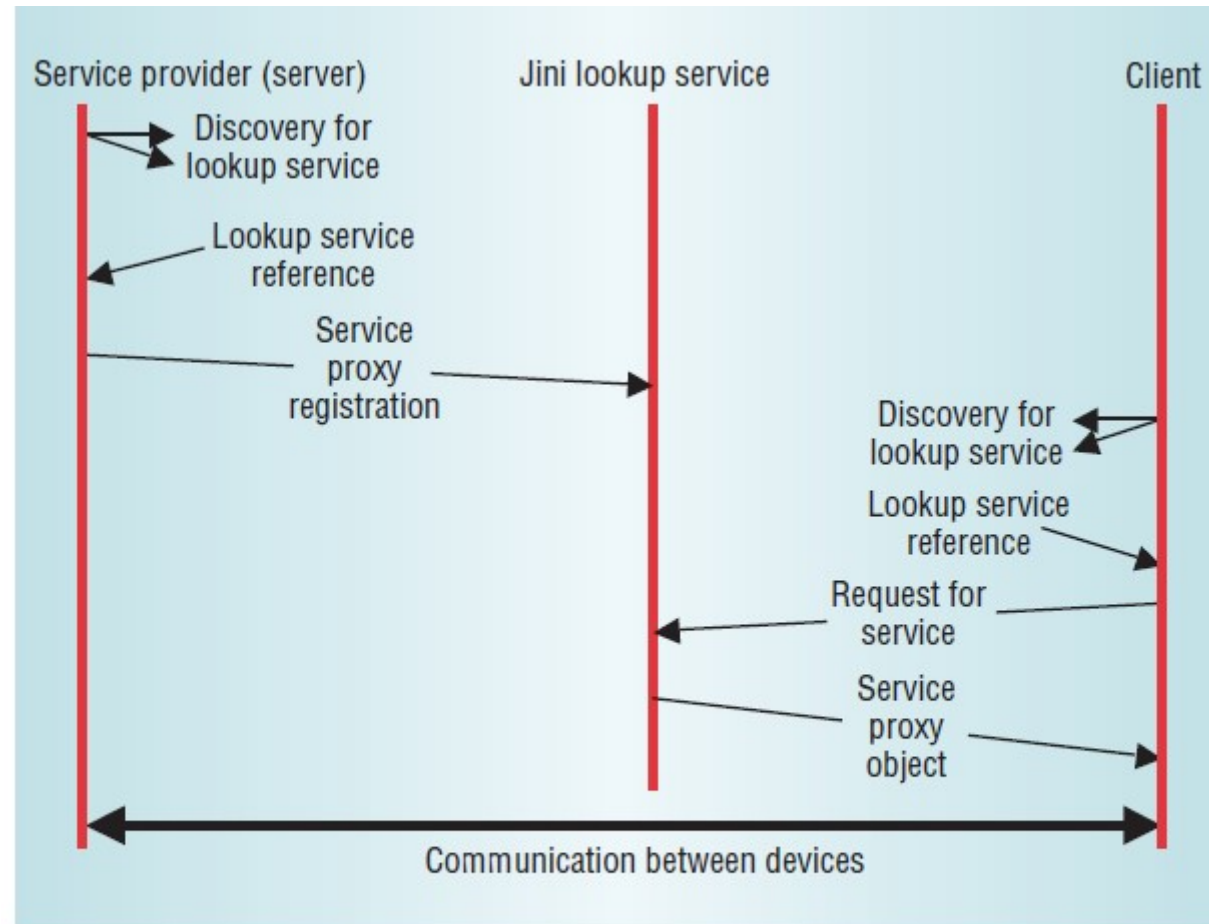 Service provider (server)
Jini lookup service
Client
Discovery for
lookup service
Lookup service
reference
Service
proxy
registration
Discovery for
lookup service
Lookup service
reference
Request for
service
Service
proxy
object
Communication between devices